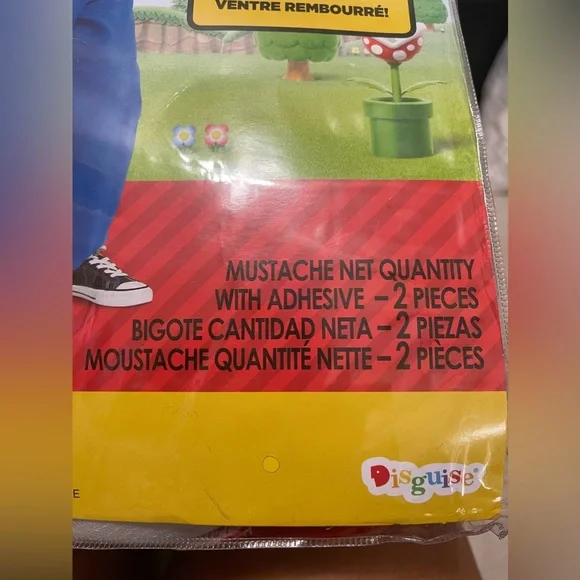 VENTRE REMBOURRÉ!
MUSTACHE NET QUANTITY
WITH ADHESIVE – 2 PIECES
BIGOTE CANTIDAD NETA – 2 PIEZAS
MOUSTACHE QUANTITÉ NETTE – 2 PIÈCES
E
Disguise